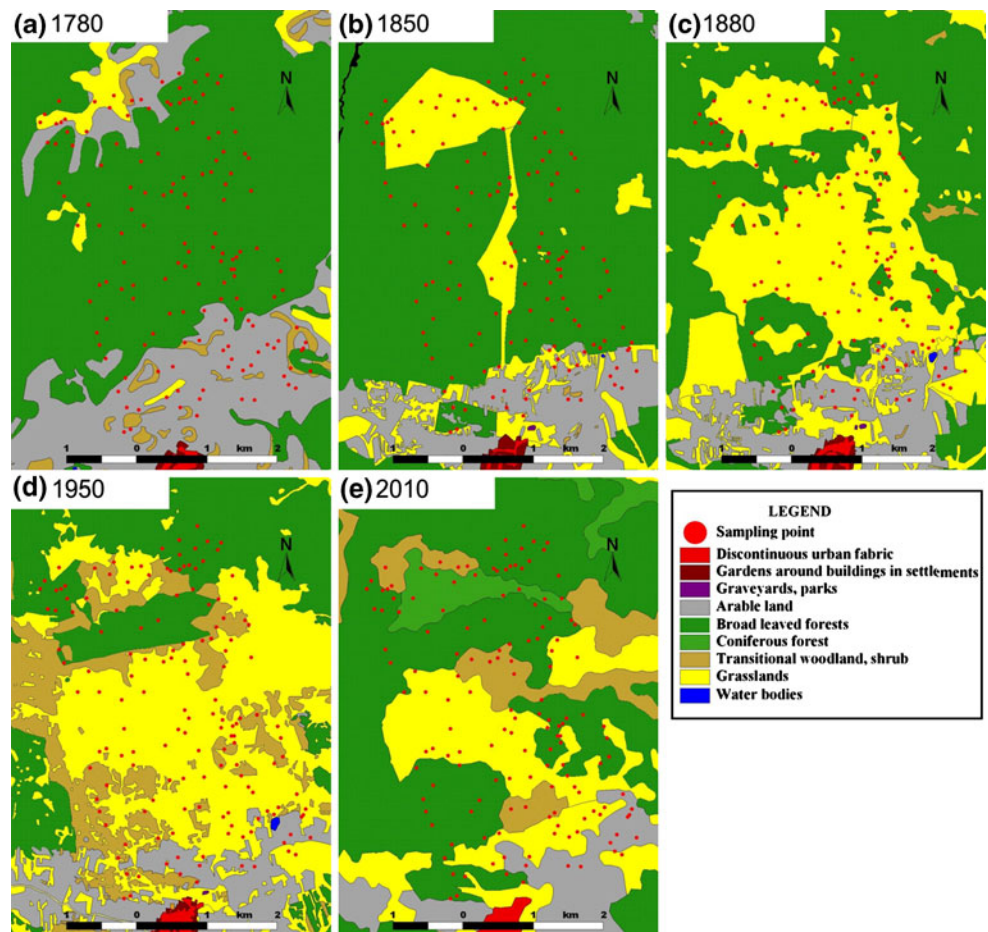 (a) 1780
(b) 1850
(c) 1880
N
N
N
1 0 1 km 2
1 0 1 km 2
1 0 1 km 2
(d) 1950
(e) 2010
N
N
1 0 1 km 2
1 0 1 km 2
LEGEND
Sampling point
Discontinuous urban fabric
Gardens around buildings in settlements
Graveyards, parks
Arable land
Broad leaved forests
Coniferous forest
Transitional woodland, shrub
Grasslands
Water bodies